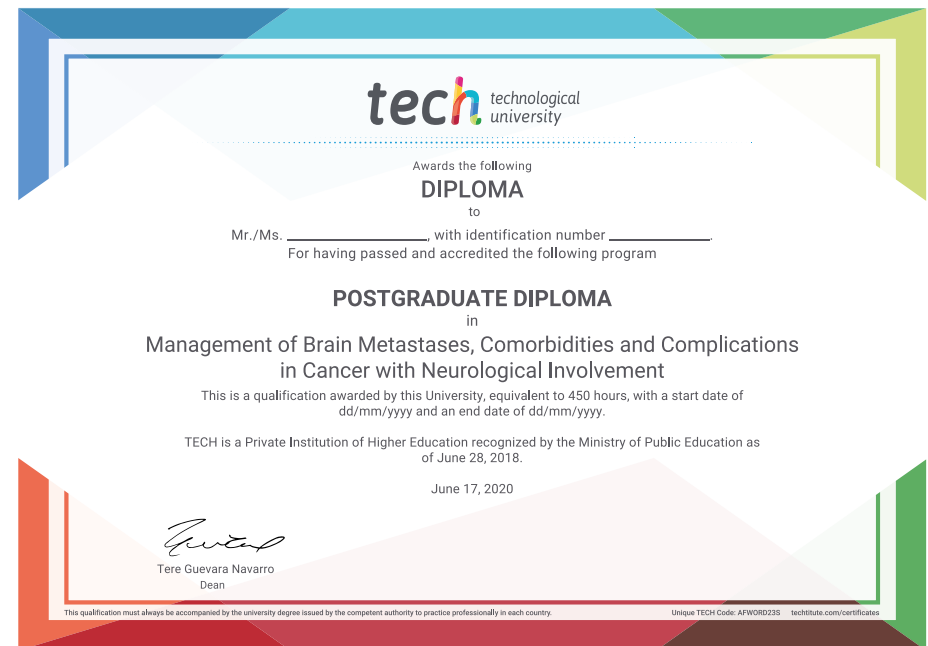 tech technological
university
Awards the following
DIPLOMA
to
Mr./Ms. ____________________, with identification number ______________.
For having passed and accredited the following program
POSTGRADUATE DIPLOMA
in
Management of Brain Metastases, Comorbidities and Complications
in Cancer with Neurological Involvement
This is a qualification awarded by this University, equivalent to 450 hours, with a start date of
dd/mm/yyyy and an end date of dd/mm/yyyy.
TECH is a Private Institution of Higher Education recognized by the Ministry of Public Education as
of June 28, 2018.
June 17, 2020
Tere Guevara Navarro
Dean
This qualification must always be accompanied by the university degree issued by the competent authority to practice professionally in each country. Unique TECH Code: AFWORD23S techtitute.com/certificates